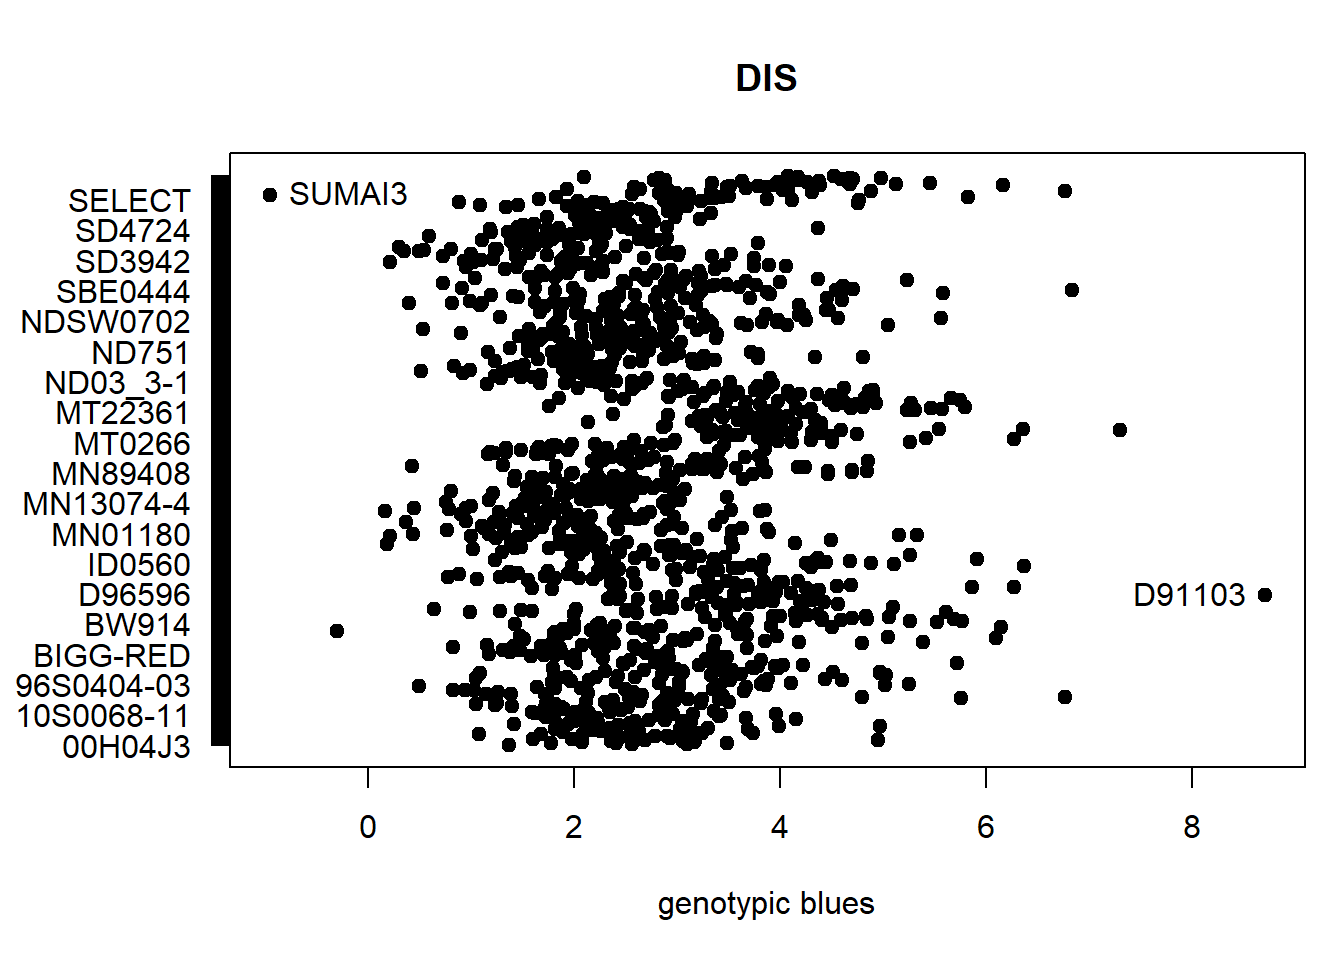 DIS
SUMAI3
SELECT
SD4724
SD3942
SBE0444
NDSW0702
ND751
ND03_3-1
MT22361
MT0266
MN89408
MN13074-4
MN01180
ID0560
D96596
D91103
BW914
BIGG-RED
96S0404-03
10S0068-11
00H04J3
0 2 4 6 8
genotypic blues